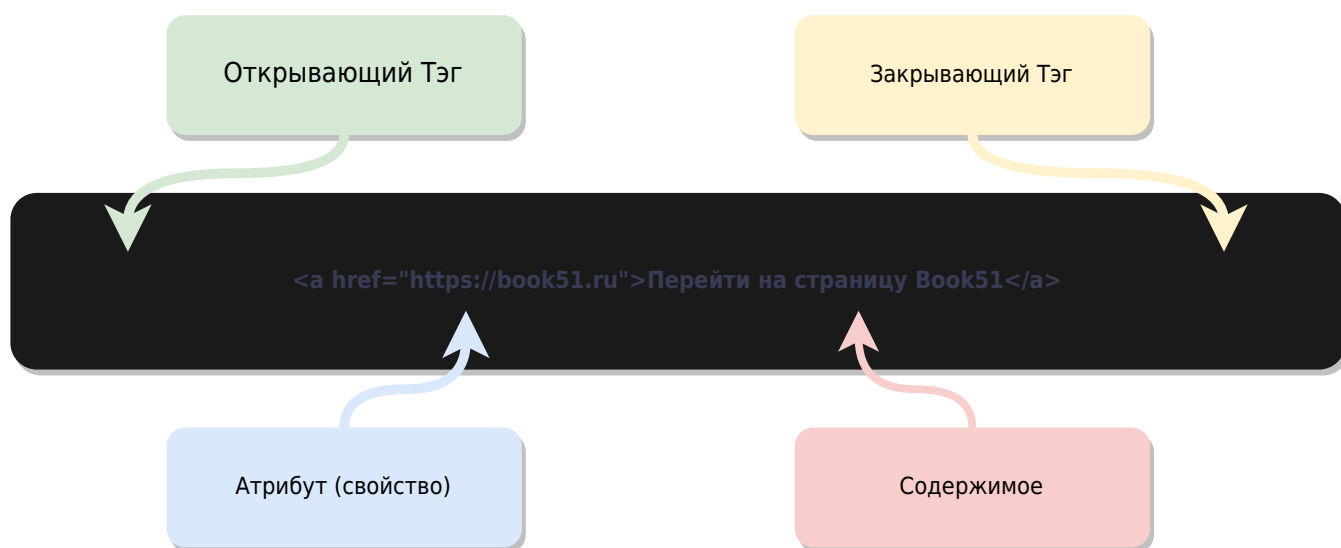 Открывающий Тэг
Закрывающий Тэг
<a href="https://book51.ru">Перейти на страницу Book51</a>
Атрибут (свойство)
Содержимое